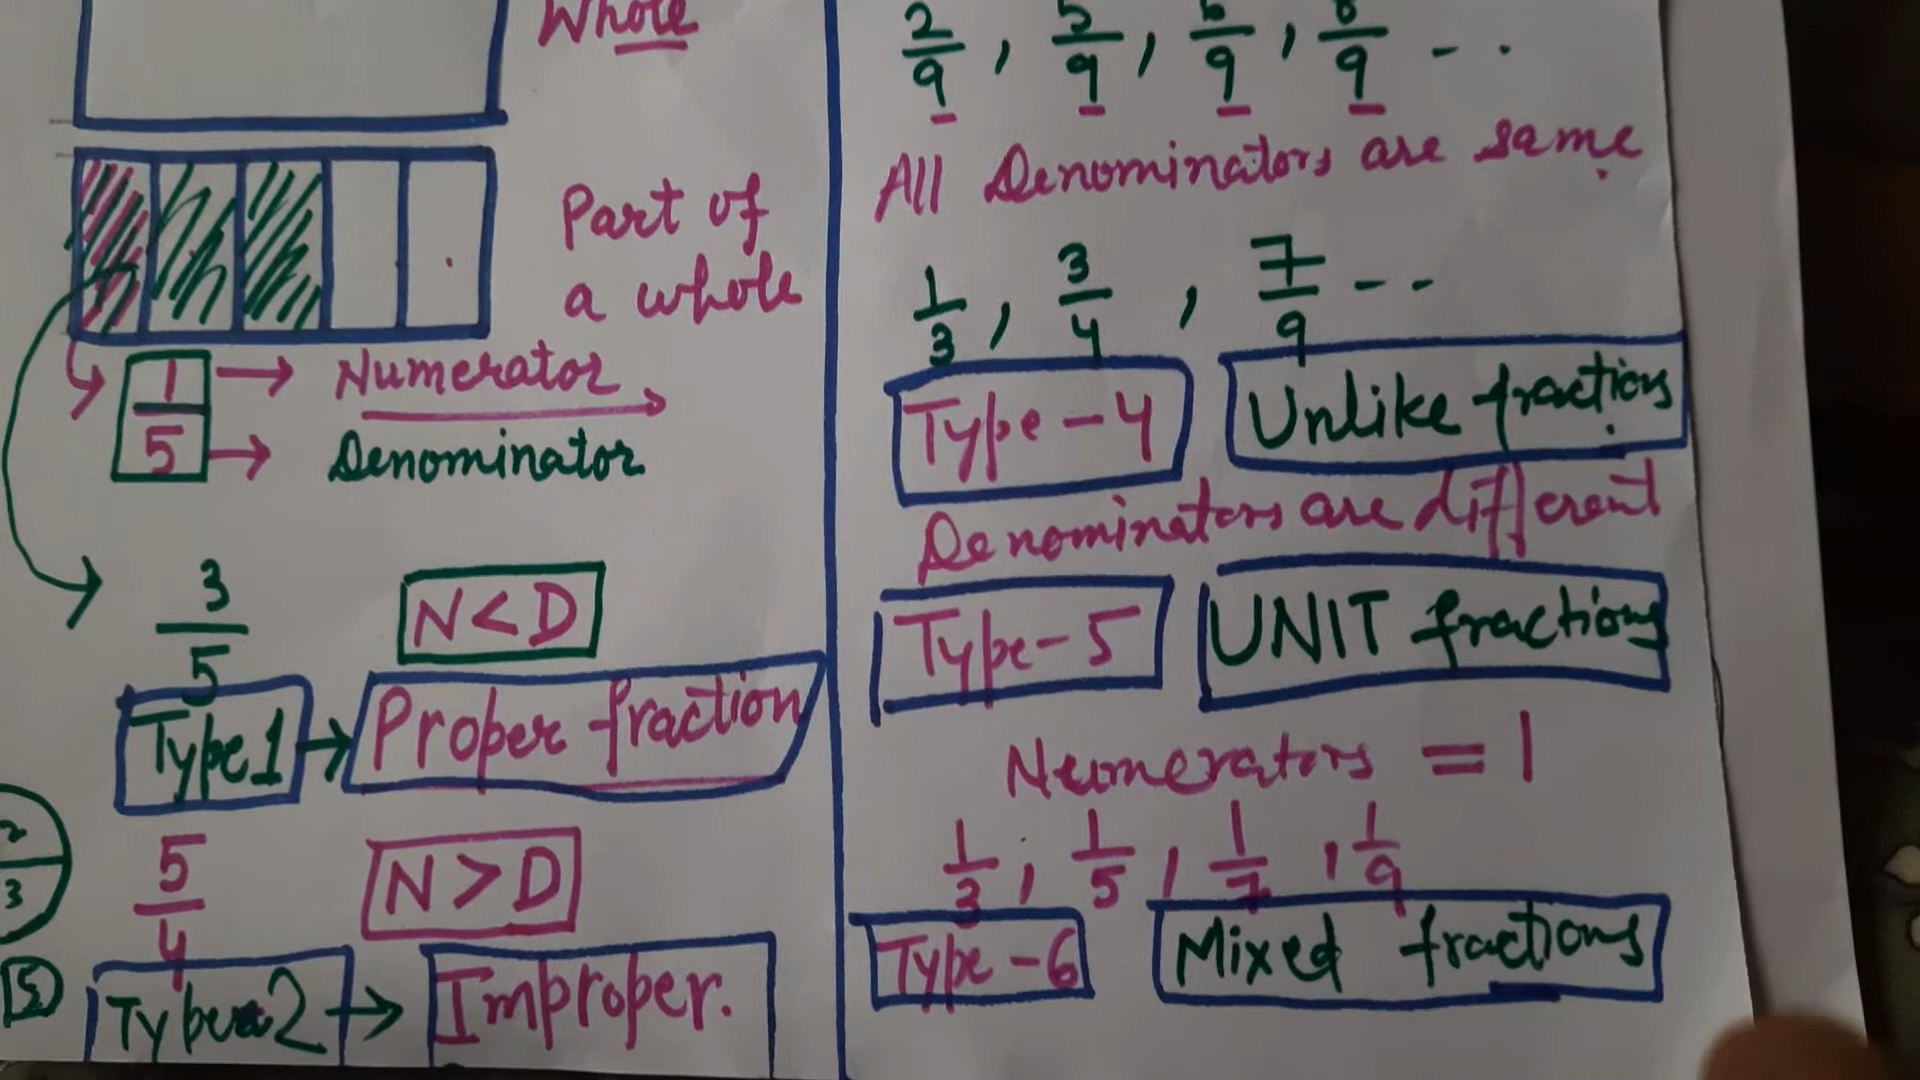 Whole
Part of
a whole
1/5 → Numerator
→ Denominator
3/5
N<D
Type 1 → Proper fraction
2/3
5/4
N>D
5
Type 2 → Improper.
2/9 , 5/9 , 6/9 , 8/9 - ..
All Denominators are same
1/3 , 3/4 , 7/9 ---
Type-4 Unlike fractions
Denominators are different
Type-5 UNIT fractions
Numerators = 1
1/3 , 1/5 , 1/7 , 1/9
Type-6 Mixed fractions